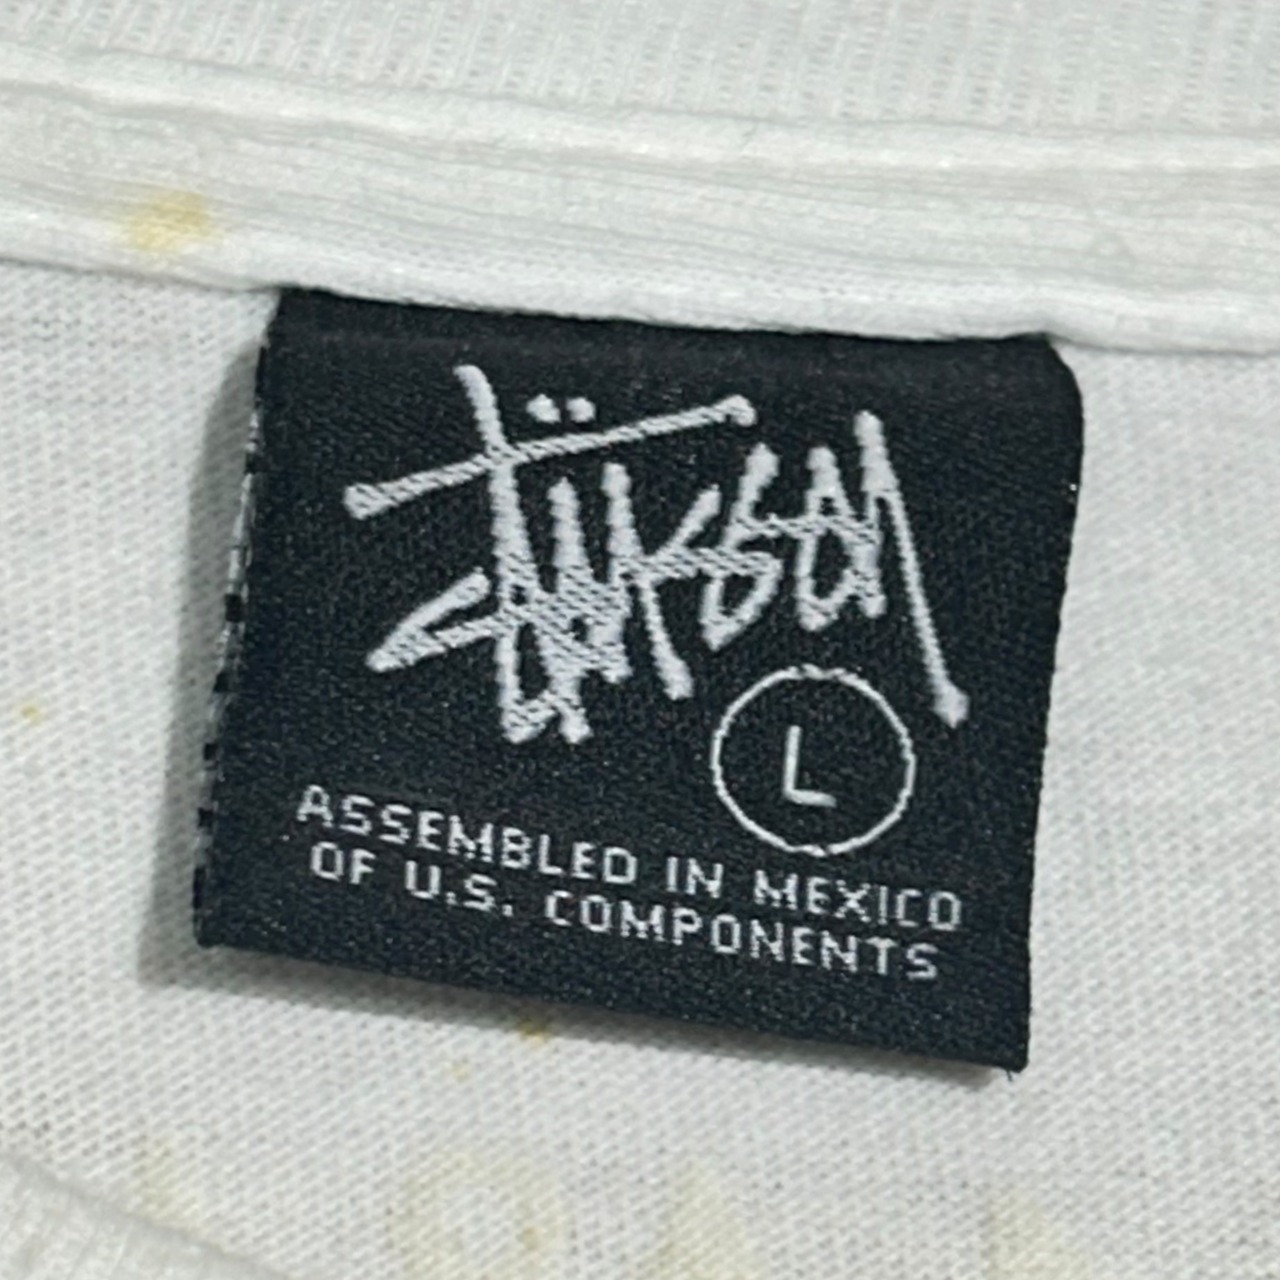 Stüssy
L
ASSEMBLED IN MEXICO
OF U.S. COMPONENTS